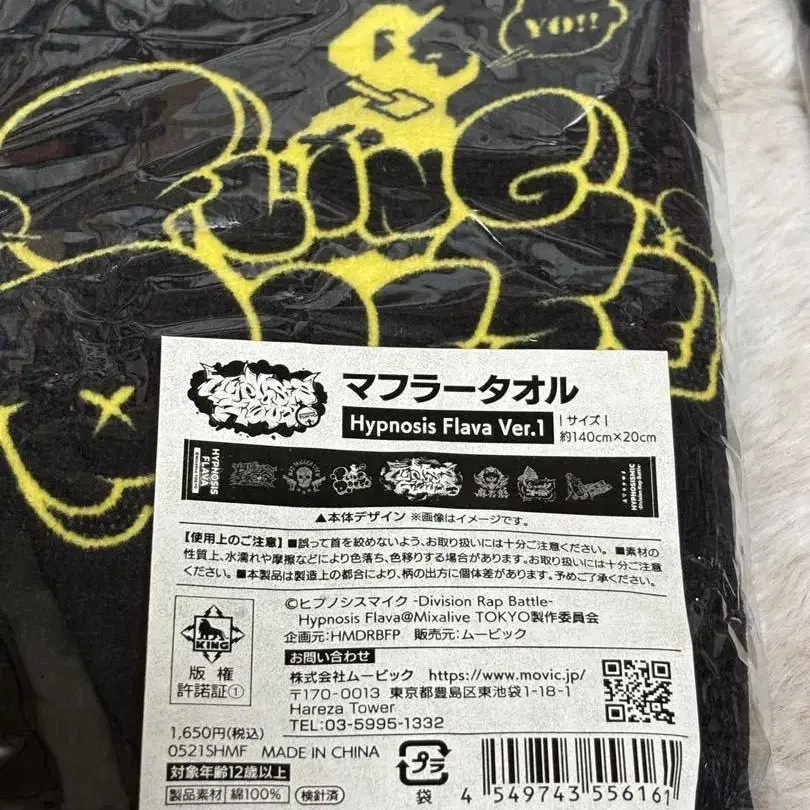 YO!!
LING
マフラータオル
Hypnosis Flava Ver.1
|サイズ|
約140cm×20cm
HYPNOSIS
FLAVA
HYPNOSISMIC
-Division Rap Battle-
▲本体デザイン ※画像はイメージです。
【使用上のご注意】■誤って首を絞めないよう、お取り扱いには十分ご注意ください。■素材の
性質上、水濡れや摩擦などにより色落ち、色移りする場合があります。お取り扱いには十分ご注意
ください。■本製品は製造上の都合により、柄の出方に個体差があります。予めご了承ください。
KING
版権
許諾証①
©ヒプノシスマイク -Division Rap Battle-
Hypnosis Flava@Mixalive TOKYO製作委員会
企画元:HMDRBFP 販売元:ムービック
お問い合わせ
株式会社ムービック https://www.movic.jp/
〒170-0013 東京都豊島区東池袋1-18-1
Hareza Tower
TEL:03-5995-1332
1,650円(税込)
0521SHMF MADE IN CHINA
対象年齢12歳以上
製品素材 綿100% 検針済
プラ
袋
4 549743 556161